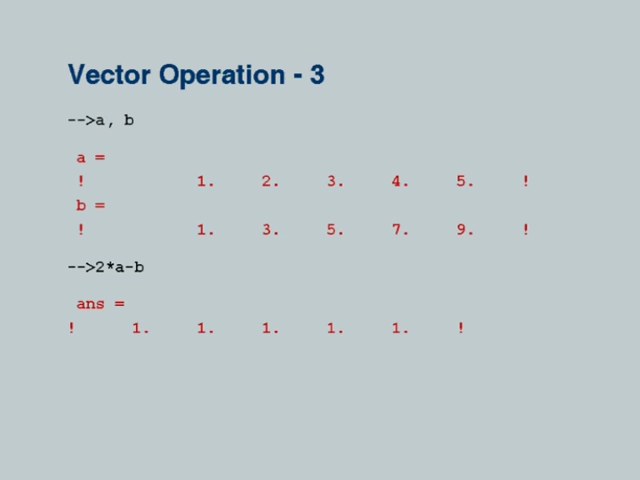 Vector Operation - 3
-->a, b
a =
! 1. 2. 3. 4. 5. !
b =
! 1. 3. 5. 7. 9. !
-->2*a-b
ans =
! 1. 1. 1. 1. 1. !